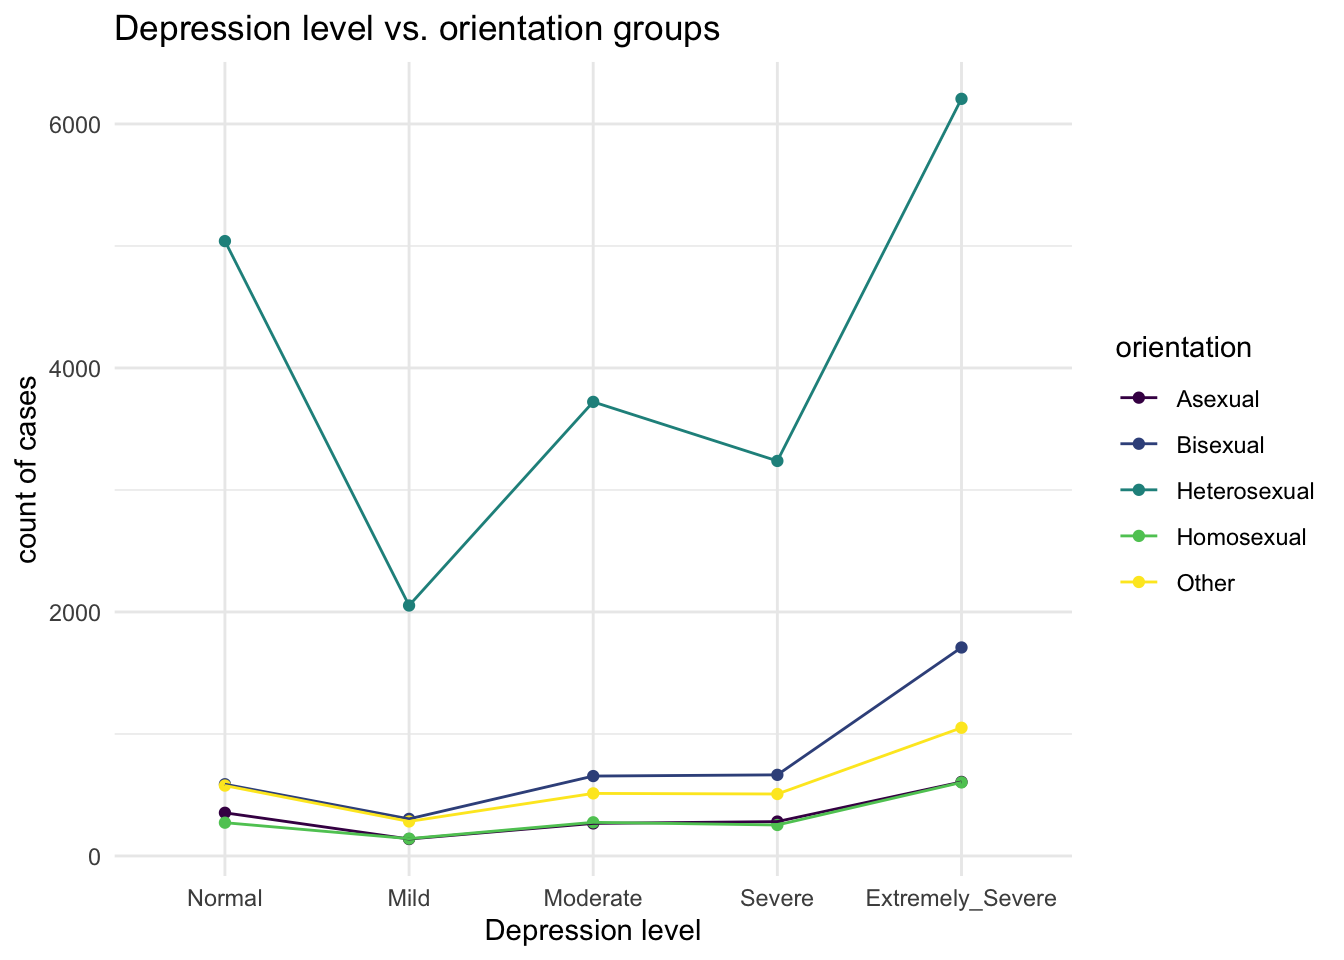 Depression level vs. orientation groups
6000
4000
2000
0
count of cases
Normal
Mild
Moderate
Severe
Extremely_Severe
Depression level
orientation
Asexual
Bisexual
Heterosexual
Homosexual
Other